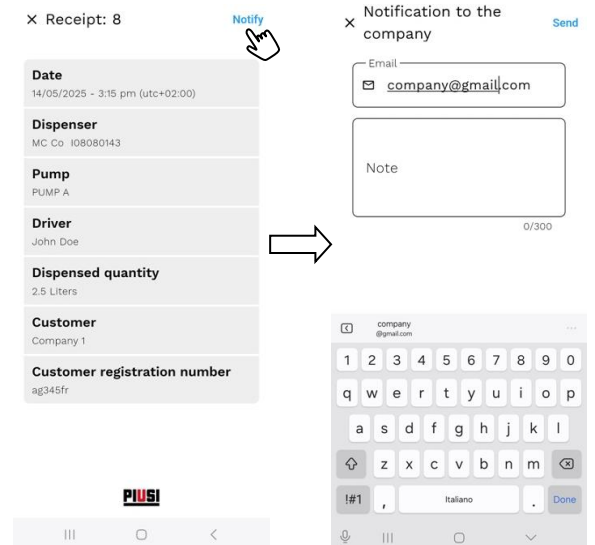 × Receipt: 8
Notify
Date
14/05/2025 - 3:15 pm (utc+02:00)
Dispenser
MC Co I08080143
Pump
PUMP A
Driver
John Doe
Dispensed quantity
2.5 Liters
Customer
Company 1
Customer registration number
ag345fr
PIUSI
× Notification to the
company
Send
Email
company@gmail.com
Note
0/300
company
@gmail.com
...
1 2 3 4 5 6 7 8 9 0
q w e r t y u i o p
a s d f g h j k l
z x c v b n m
!#1 , Italiano . Done